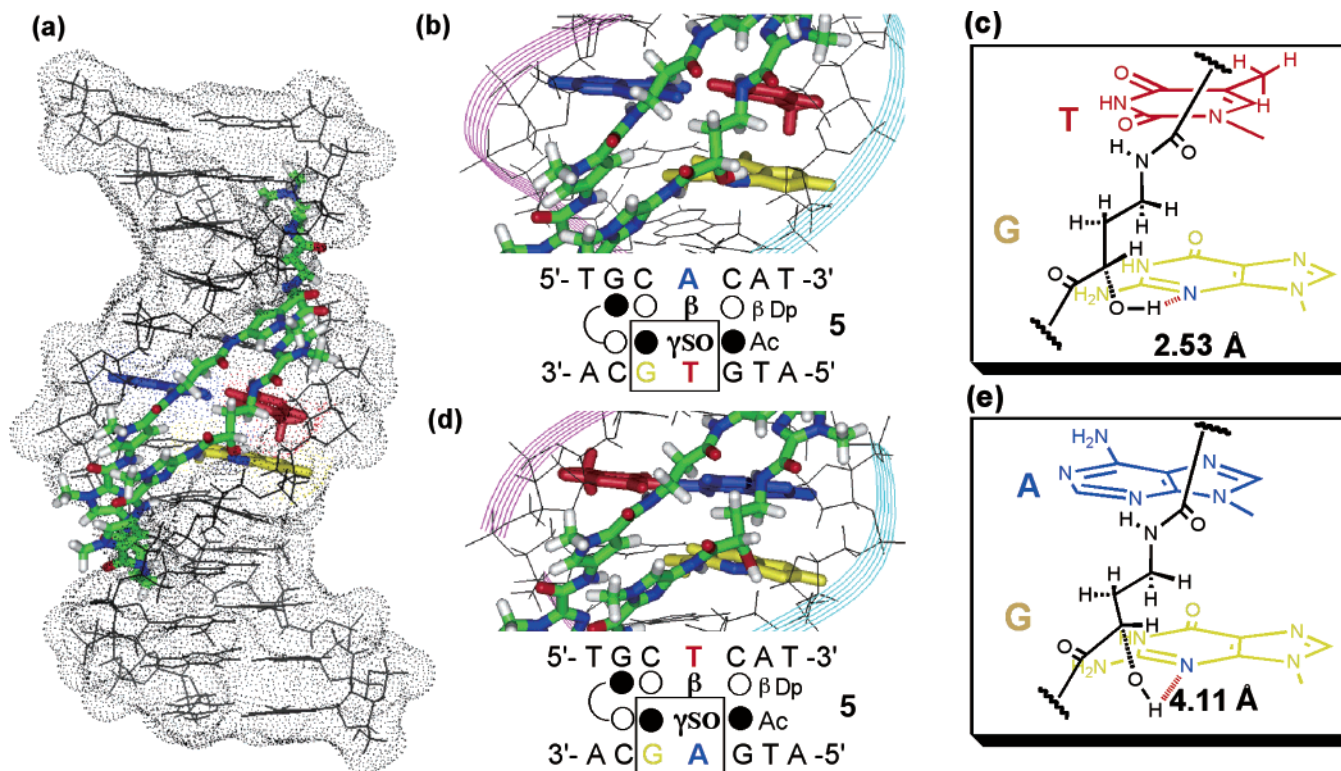 (a)
(b)
5'- T G C A C A T -3'
β β Dp
5
γSO Ac
3'- A C G T G T A -5'
(c)
T
O
HN
O
N
H
H
H
H
N
O
G
H
H
H
H
O
HN
H2N
N
N
N
O
O
H
2.53 Å
(d)
5'- T G C T C A T -3'
β β Dp
5
γSO Ac
3'- A C G A G T A -5'
(e)
H2N
A
N
N
N
N
H
N
O
G
H
H
H
H
O
HN
H2N
N
N
N
O
O
H
4.11 Å